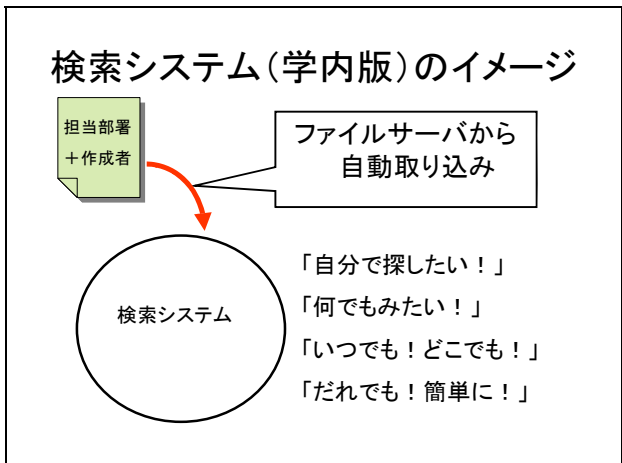 検索システム（学内版）のイメージ
担当部署
＋作成者
ファイルサーバから
自動取り込み
検索システム
「自分で探したい！」
「何でもみたい！」
「いつでも！どこでも！」
「だれでも！簡単に！」